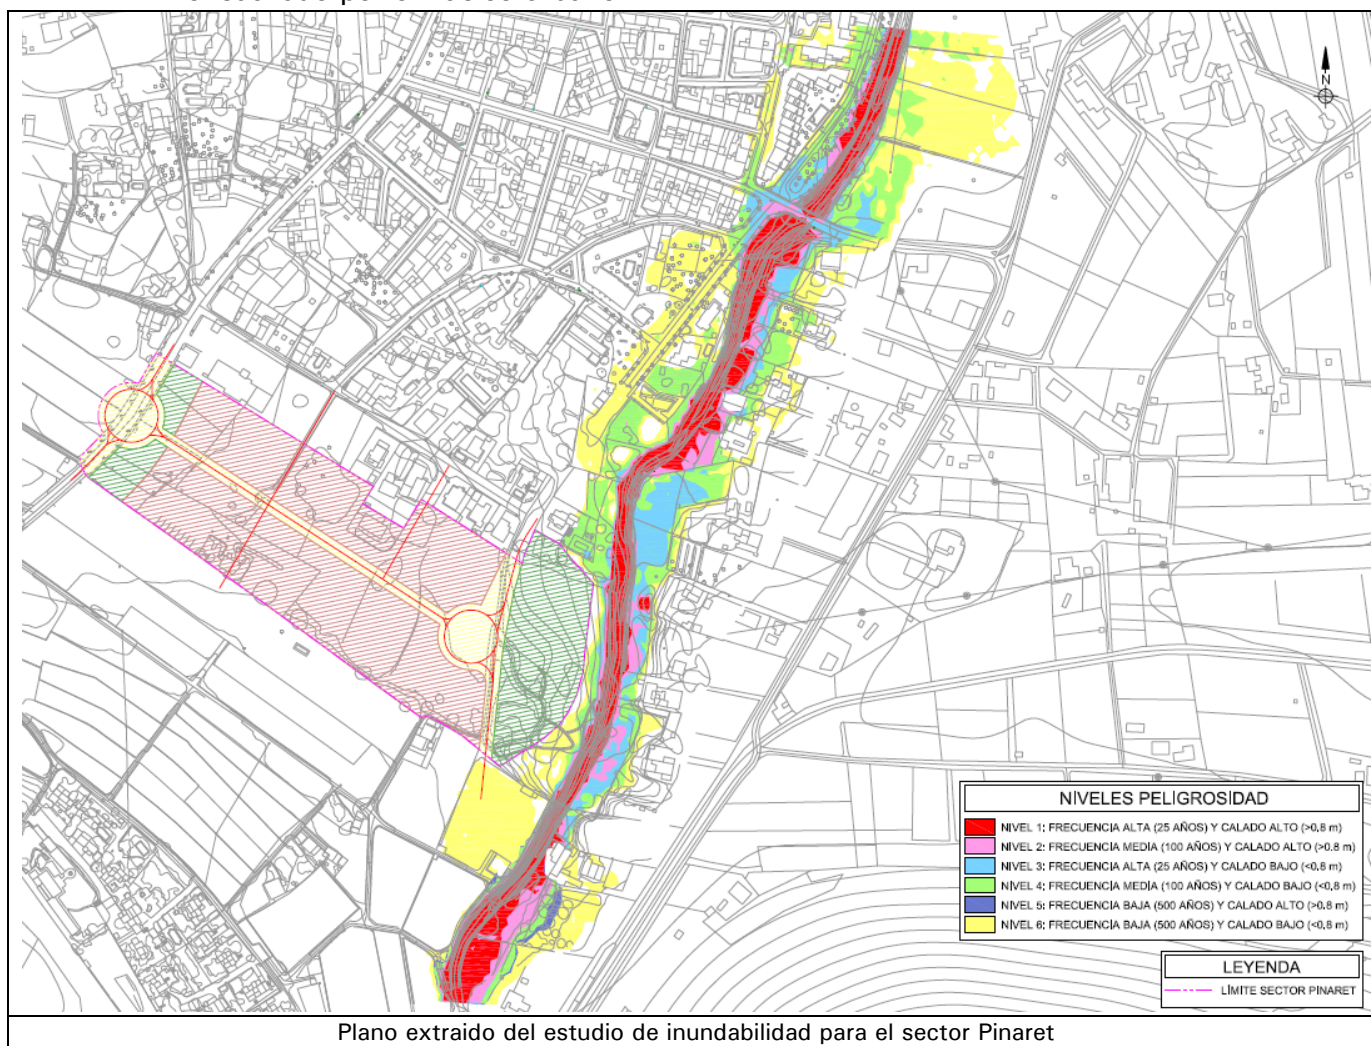 N
NIVELES PELIGROSIDAD
NIVEL 1: FRECUENCIA ALTA (25 AÑOS) Y CALADO ALTO (>0.8 m)
NIVEL 2: FRECUENCIA MEDIA (100 AÑOS) Y CALADO ALTO (>0.8 m)
NIVEL 3: FRECUENCIA ALTA (25 AÑOS) Y CALADO BAJO (<0.8 m)
NIVEL 4: FRECUENCIA MEDIA (100 AÑOS) Y CALADO BAJO (<0.8 m)
NIVEL 5: FRECUENCIA BAJA (500 AÑOS) Y CALADO ALTO (>0.8 m)
NIVEL 6: FRECUENCIA BAJA (500 AÑOS) Y CALADO BAJO (<0.8 m)
LEYENDA
LÍMITE SECTOR PINARET
Plano extraido del estudio de inundabilidad para el sector Pinaret